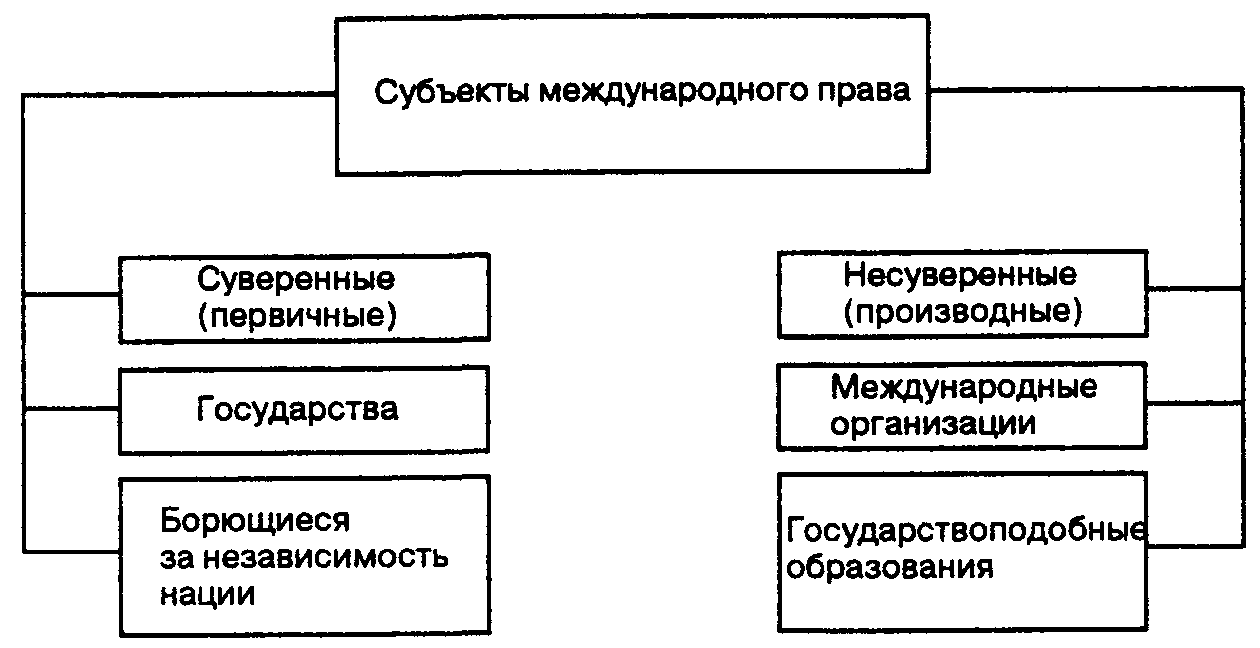 Субъекты международного права
Суверенные
(первичные)
Государства
Борющиеся
за независимость
нации
Несуверенные
(производные)
Международные
организации
Государствоподобные
образования